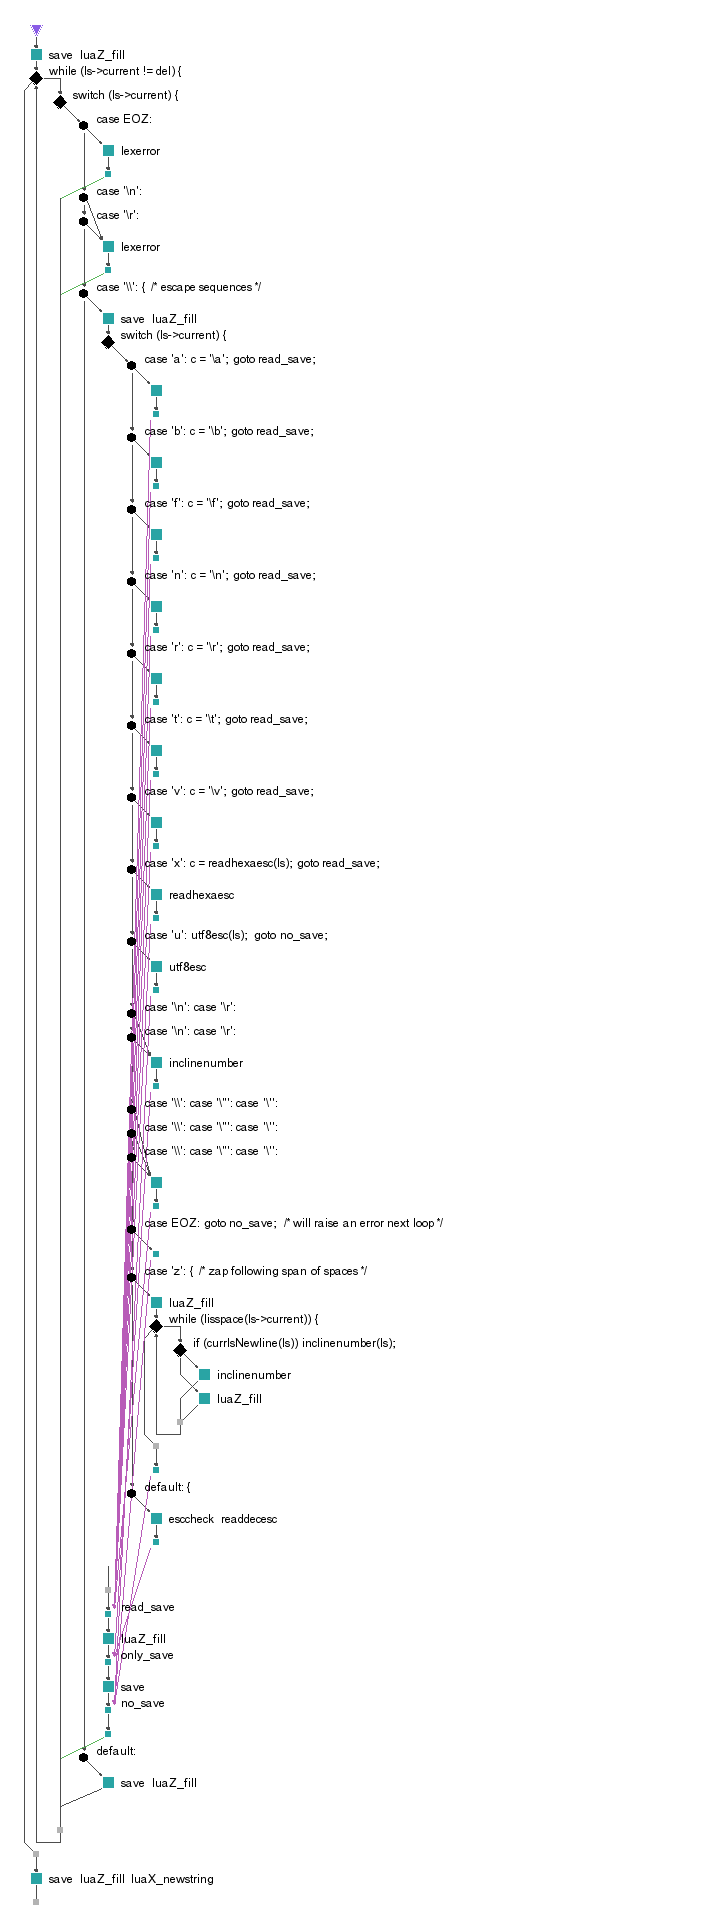 save luaZ_fill
while (ls->current != del) {
switch (ls->current) {
case EOZ:
lexerror
case '\n':
case '\r':
lexerror
case '\\': { /* escape sequences */
save luaZ_fill
switch (ls->current) {
case 'a': c = '\a'; goto read_save;
case 'b': c = '\b'; goto read_save;
case 'f': c = '\f'; goto read_save;
case 'n': c = '\n'; goto read_save;
case 'r': c = '\r'; goto read_save;
case 't': c = '\t'; goto read_save;
case 'v': c = '\v'; goto read_save;
case 'x': c = readhexaesc(ls); goto read_save;
readhexaesc
case 'u': utf8esc(ls); goto no_save;
utf8esc
case '\n': case '\r':
case '\n': case '\r':
inclinenumber
case '\\': case '\"': case '\'':
case '\\': case '\"': case '\'':
case '\\': case '\"': case '\'':
case EOZ: goto no_save; /* will raise an error next loop */
case 'z': { /* zap following span of spaces */
luaZ_fill
while (lisspace(ls->current)) {
if (currIsNewline(ls)) inclinenumber(ls);
inclinenumber
luaZ_fill
default: {
esccheck readdecesc
read_save
luaZ_fill
only_save
save
no_save
default:
save luaZ_fill
save luaZ_fill luaX_newstring